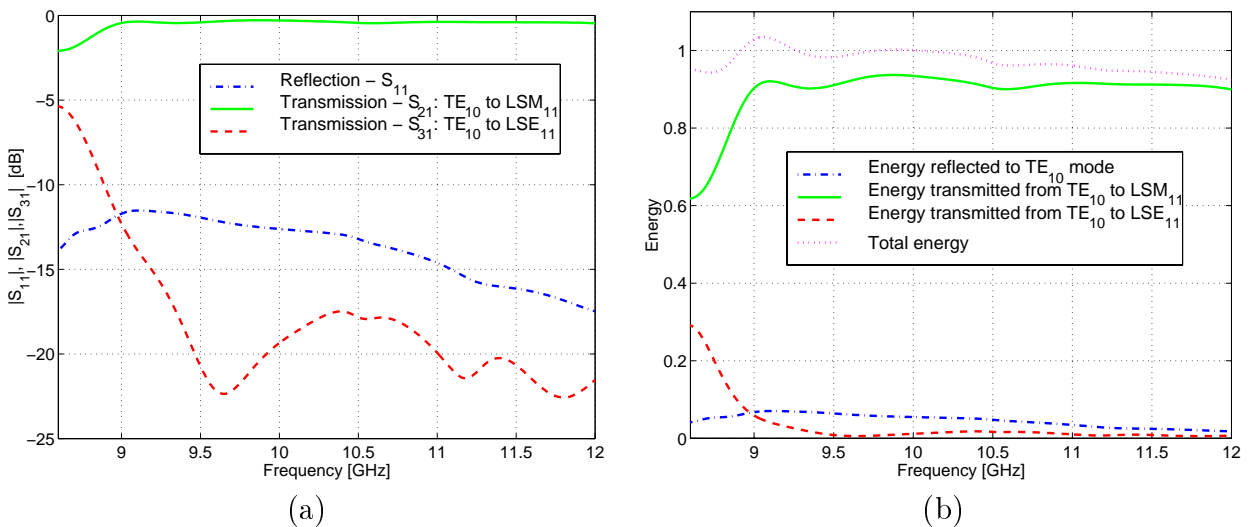 0
−5
−10
−15
−20
−25
9
9.5
10
10.5
11
11.5
12
Frequency [GHz]
|S11|, |S21|,|S31| [dB]
Reflection − S11
Transmission − S21: TE10 to LSM11
Transmission − S31: TE10 to LSE11
(a)
1
0.8
0.6
0.4
0.2
0
9
9.5
10
10.5
11
11.5
12
Frequency [GHz]
Energy
Energy reflected to TE10 mode
Energy transmitted from TE10 to LSM11
Energy transmitted from TE10 to LSE11
Total energy
(b)